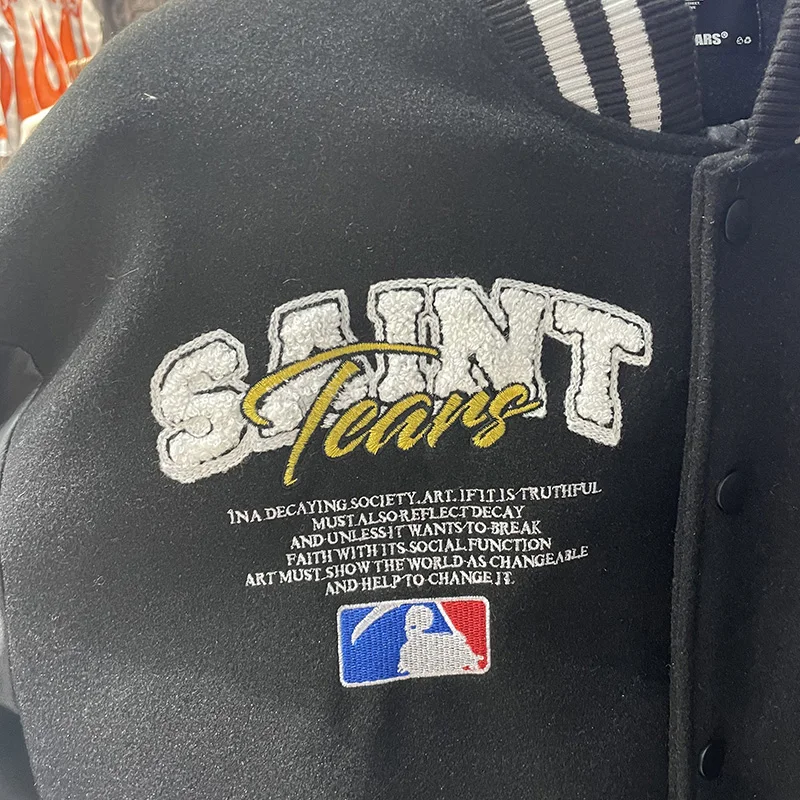 ARS®
SAINT
Tears
INA DECAYING SOCIETY, ART, IF IT IS TRUTHFUL
MUST ALSO REFLECT DECAY
AND UNLESS IT WANTS TO BREAK
FAITH WITH ITS SOCIAL FUNCTION
ART MUST SHOW THE WORLD AS CHANGEABLE
AND HELP TO CHANGE IT.